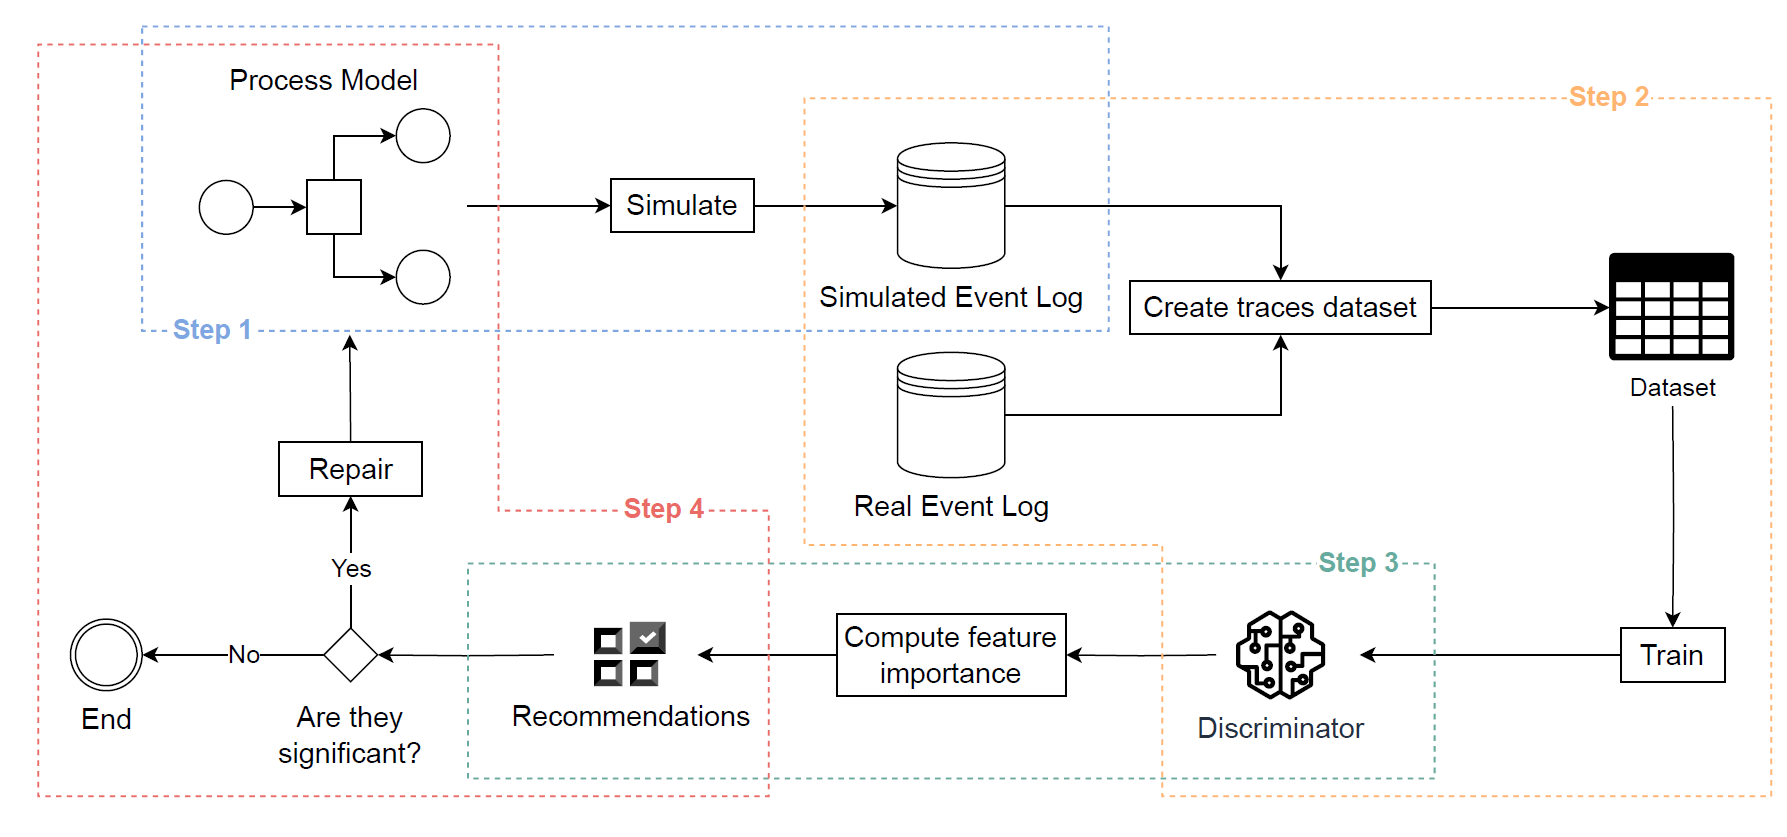 Process Model
Step 2
Simulate
Simulated Event Log
Create traces dataset
Step 1
Dataset
Repair
Real Event Log
Step 4
Step 3
Yes
Compute feature
importance
No
Train
Recommendations
Discriminator
End
Are they
significant?